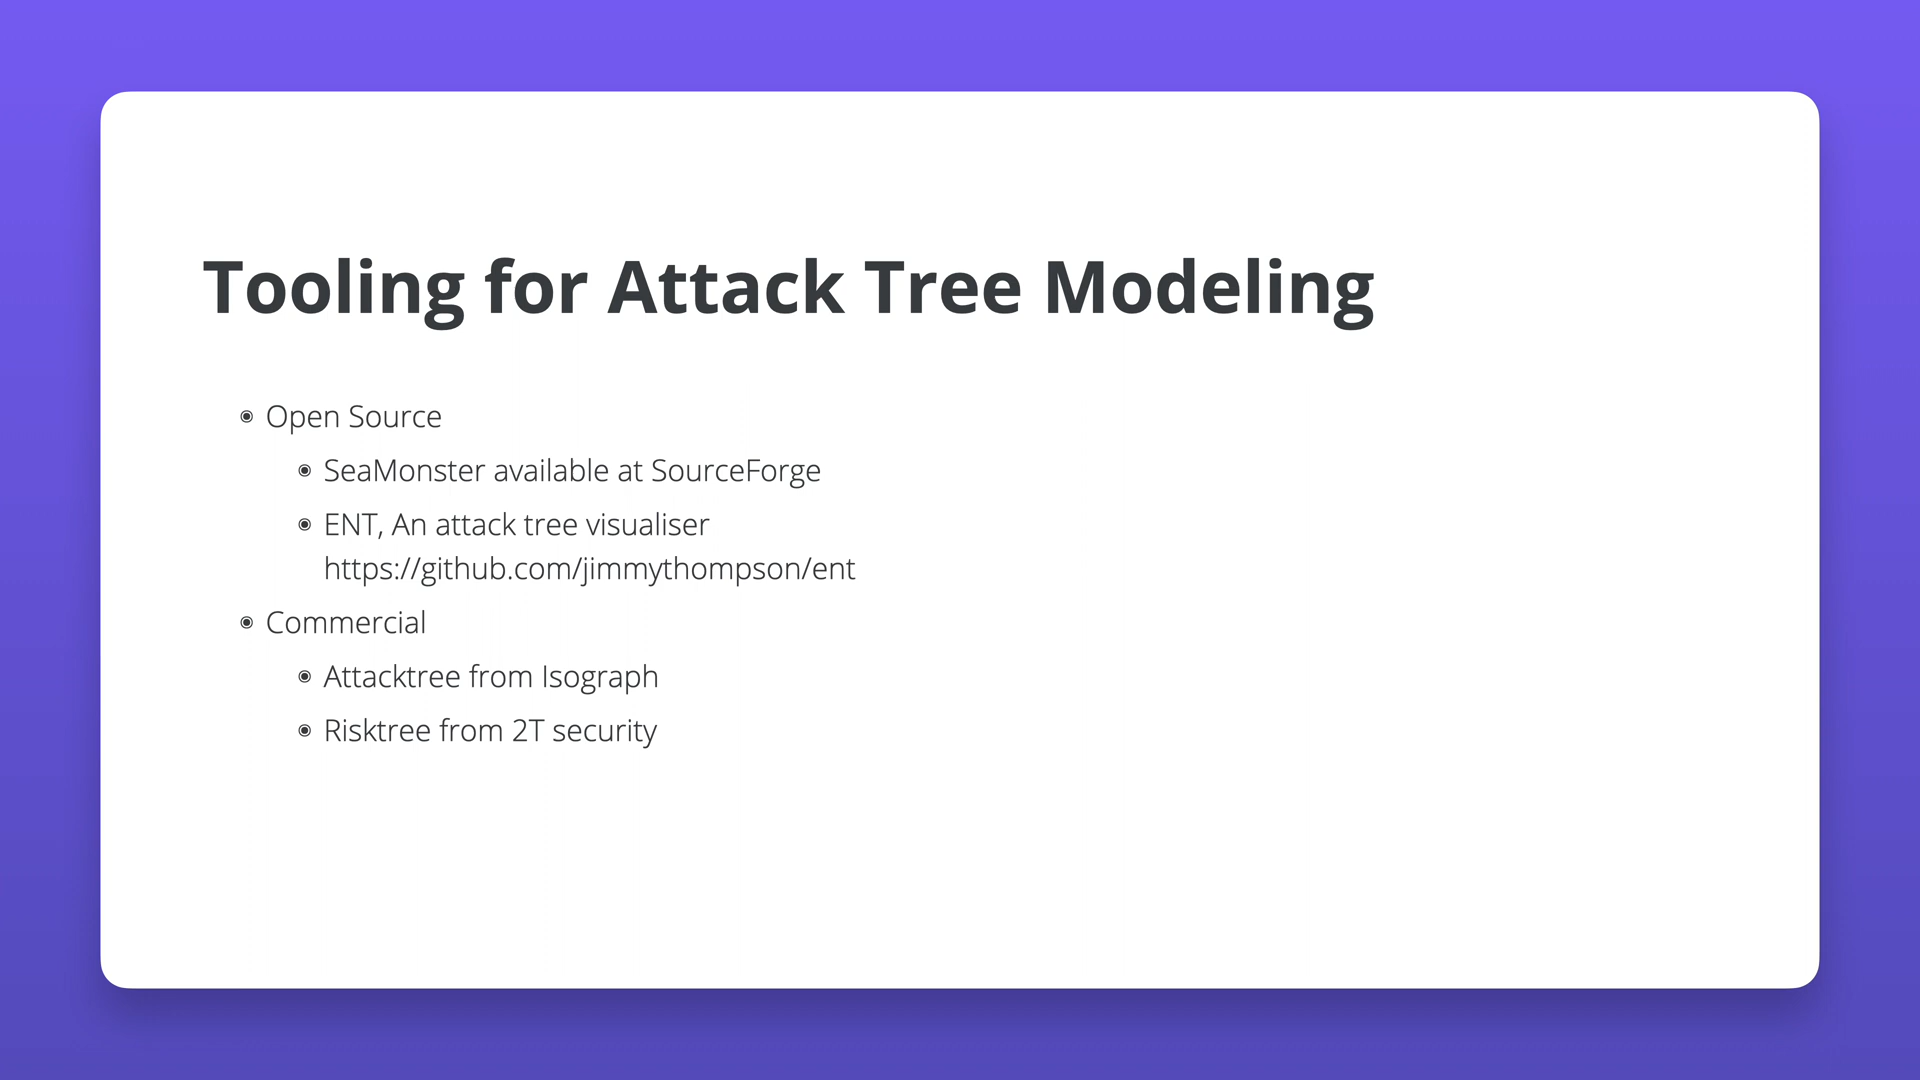 Tooling for Attack Tree Modeling
Open Source
SeaMonster available at SourceForge
ENT, An attack tree visualiser
https://github.com/jimmythompson/ent
Commercial
Attacktree from Isograph
Risktree from 2T security